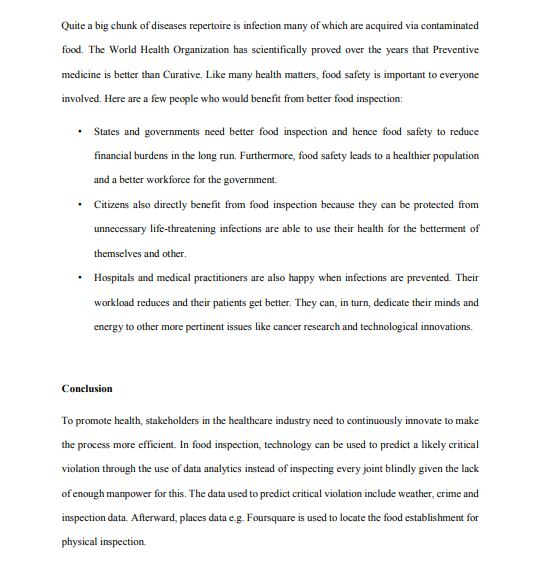 Quite a big chunk of diseases repertoire is infection many of which are acquired via contaminated
food. The World Health Organization has scientifically proved over the years that Preventive
medicine is better than Curative. Like many health matters, food safety is important to everyone
involved. Here are a few people who would benefit from better food inspection:
• States and governments need better food inspection and hence food safety to reduce
financial burdens in the long run. Furthermore, food safety leads to a healthier population
and a better workforce for the government.
• Citizens also directly benefit from food inspection because they can be protected from
unnecessary life-threatening infections are able to use their health for the betterment of
themselves and other.
• Hospitals and medical practitioners are also happy when infections are prevented. Their
workload reduces and their patients get better. They can, in turn, dedicate their minds and
energy to other more pertinent issues like cancer research and technological innovations.
Conclusion
To promote health, stakeholders in the healthcare industry need to continuously innovate to make
the process more efficient. In food inspection, technology can be used to predict a likely critical
violation through the use of data analytics instead of inspecting every joint blindly given the lack
of enough manpower for this. The data used to predict critical violation include weather, crime and
inspection data. Afterward, places data e.g. Foursquare is used to locate the food establishment for
physical inspection.